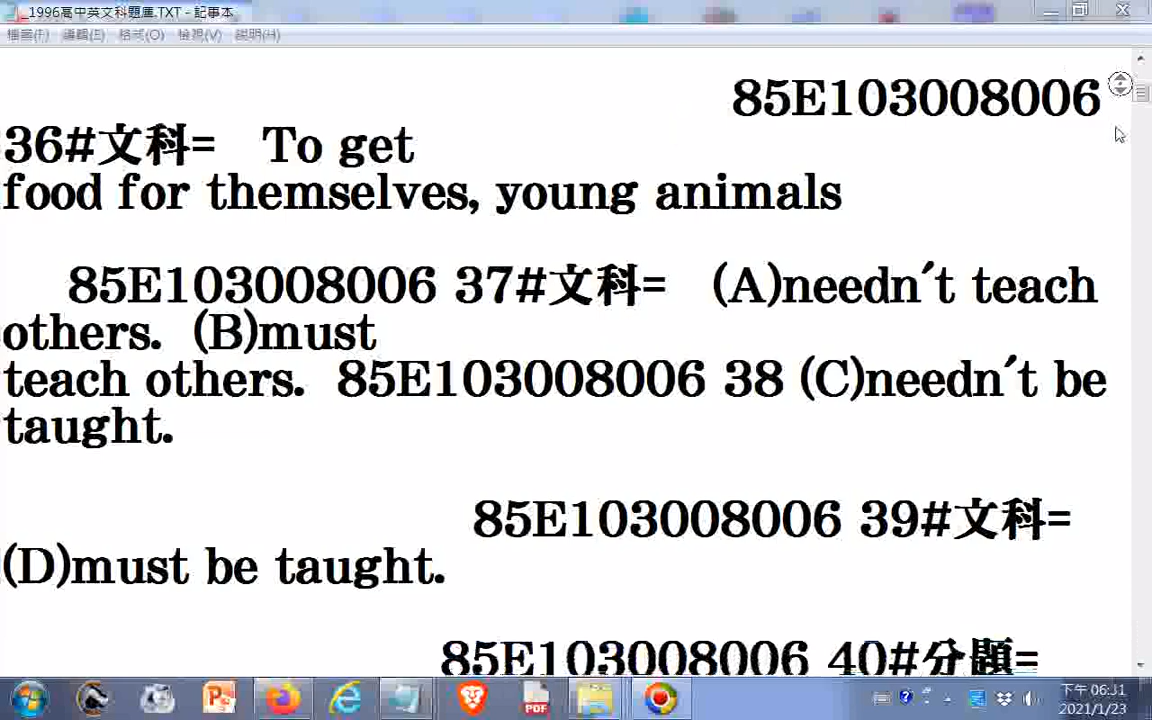 _1996高中英文科題庫.TXT - 記事本
檔案(F) 編輯(E) 格式(O) 檢視(V) 說明(H)
85E103008006
36#文科= To get
food for themselves, young animals
85E103008006 37#文科= (A)needn't teach
others. (B)must
teach others. 85E103008006 38 (C)needn't be
taught.
85E103008006 39#文科=
(D)must be taught.
85E103008006 40#分題=
PDF
下午 06:31
2021/1/23